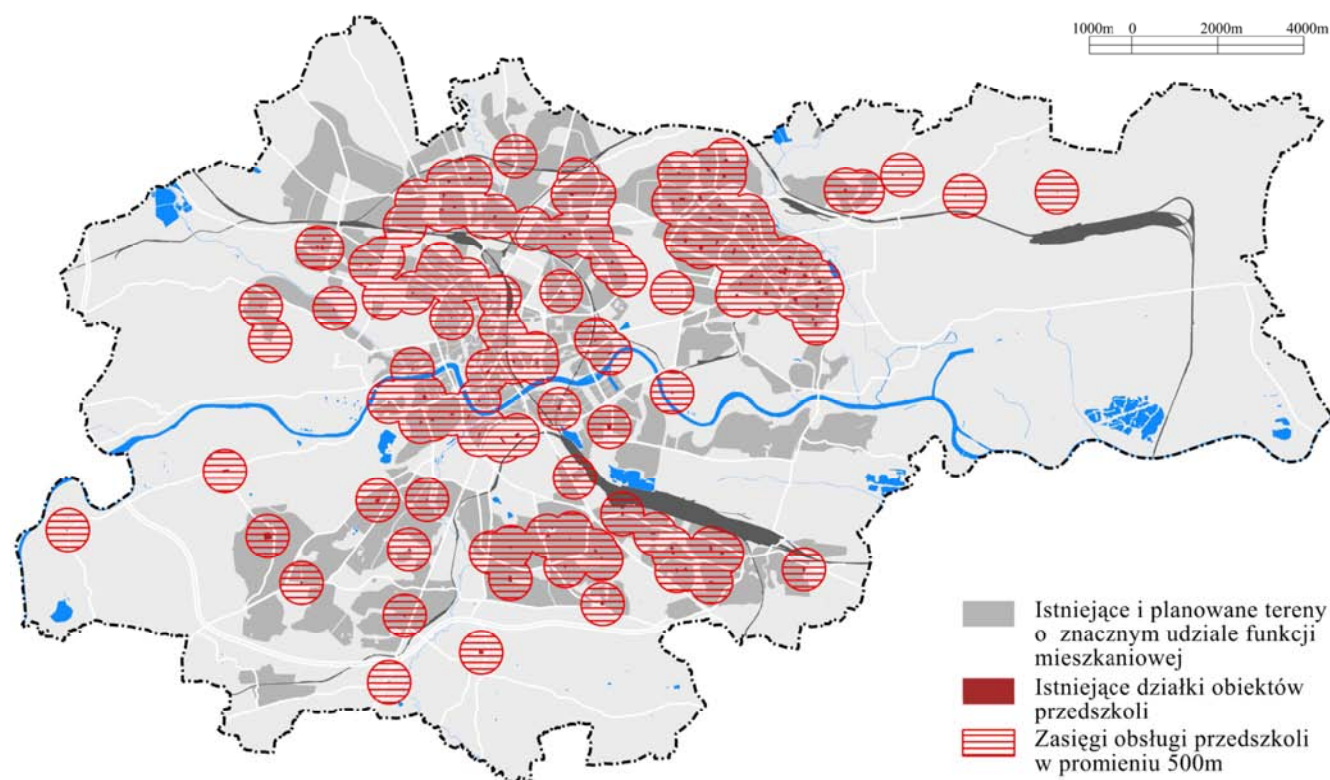 1000m 0 2000m 4000m
Istniejące i planowane tereny
o znacznym udziale funkcji
mieszkaniowej
Istniejące działki obiektów
przedszkoli
Zasięgi obsługi przedszkoli
w promieniu 500m